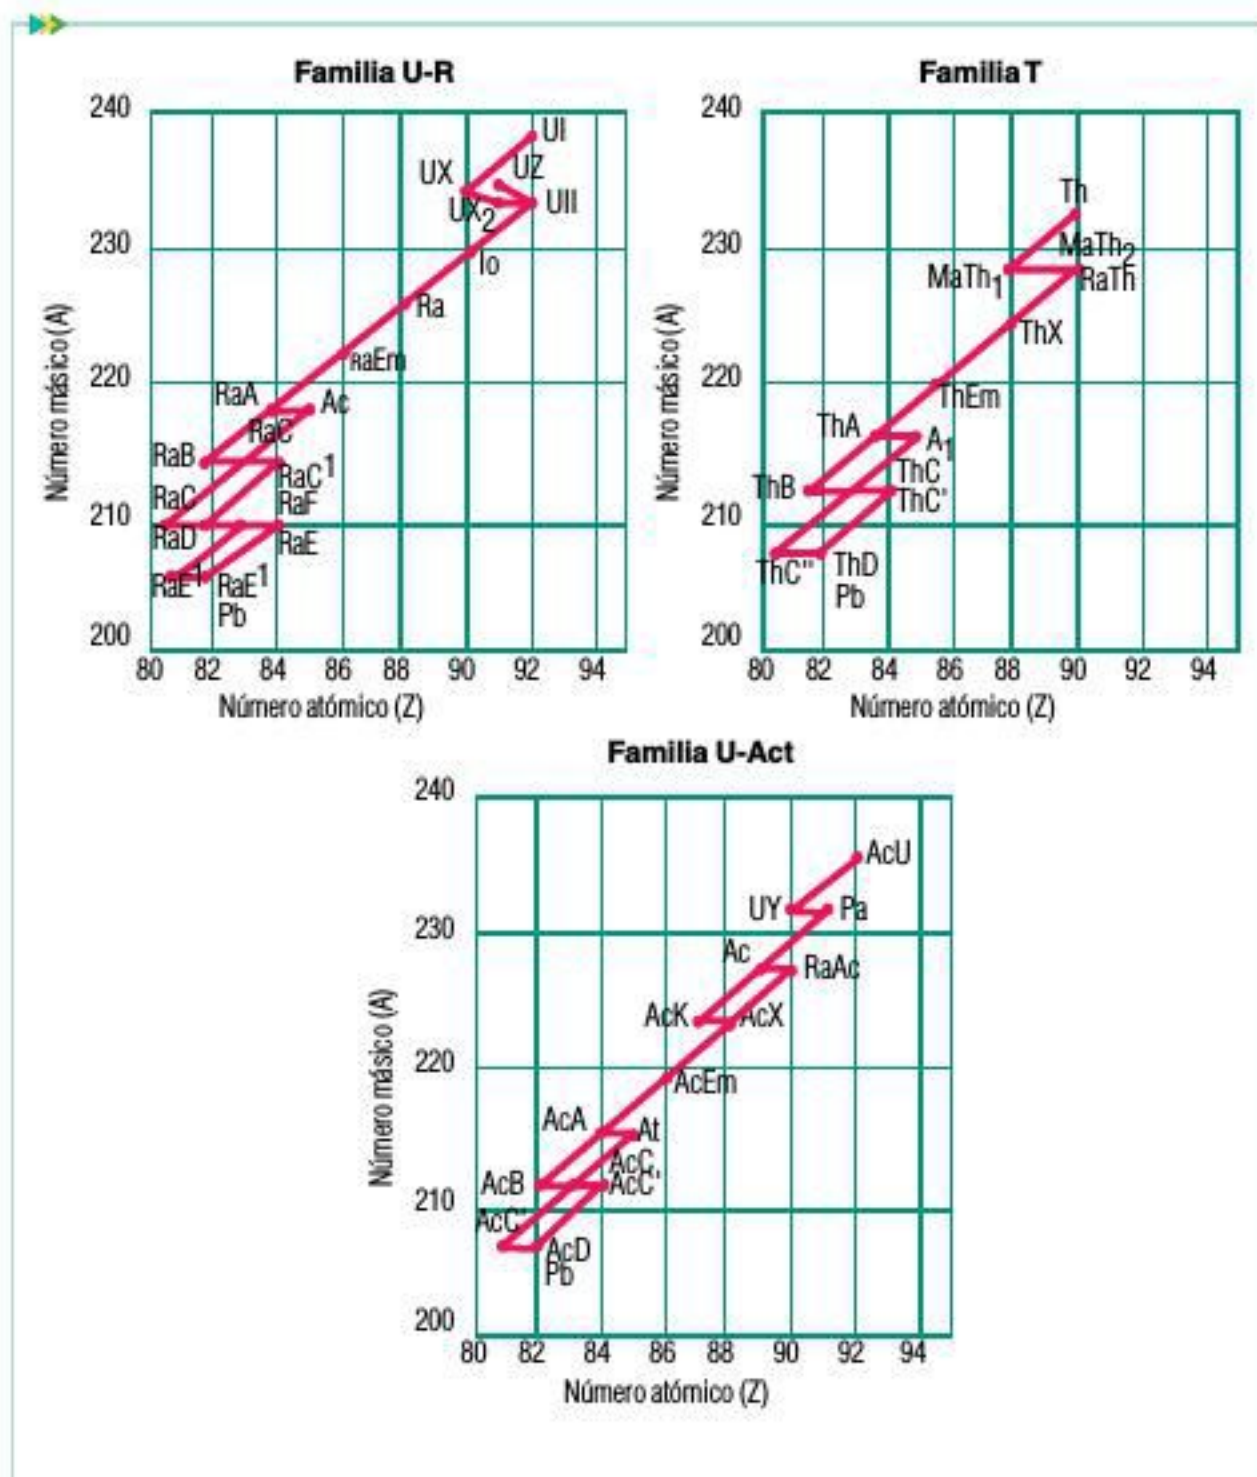 Familia U-R
240
230
220
210
200
Número másico (A)
UI
UX
UZ
UX2
UII
Io
Ra
RaEm
RaA
Ac
RaC
RaB
RaC1
RaC
RaF
RaD
RaE
RaE1
RaE1
Pb
80 82 84 86 88 90 92 94
Número atómico (Z)
Familia T
240
230
220
210
200
Número másico (A)
Th
MaTh2
MaTh1
RaTh
ThX
ThEm
ThA
A1
ThC
ThB
ThC'
ThC''
ThD
Pb
80 82 84 86 88 90 92 94
Número atómico (Z)
Familia U-Act
240
230
220
210
200
Número másico (A)
AcU
UY
Pa
Ac
RaAc
AcK
AcX
AcEm
AcA
At
AcC
AcB
AcC'
AcC"
AcD
Pb
80 82 84 86 88 90 92 94
Número atómico (Z)